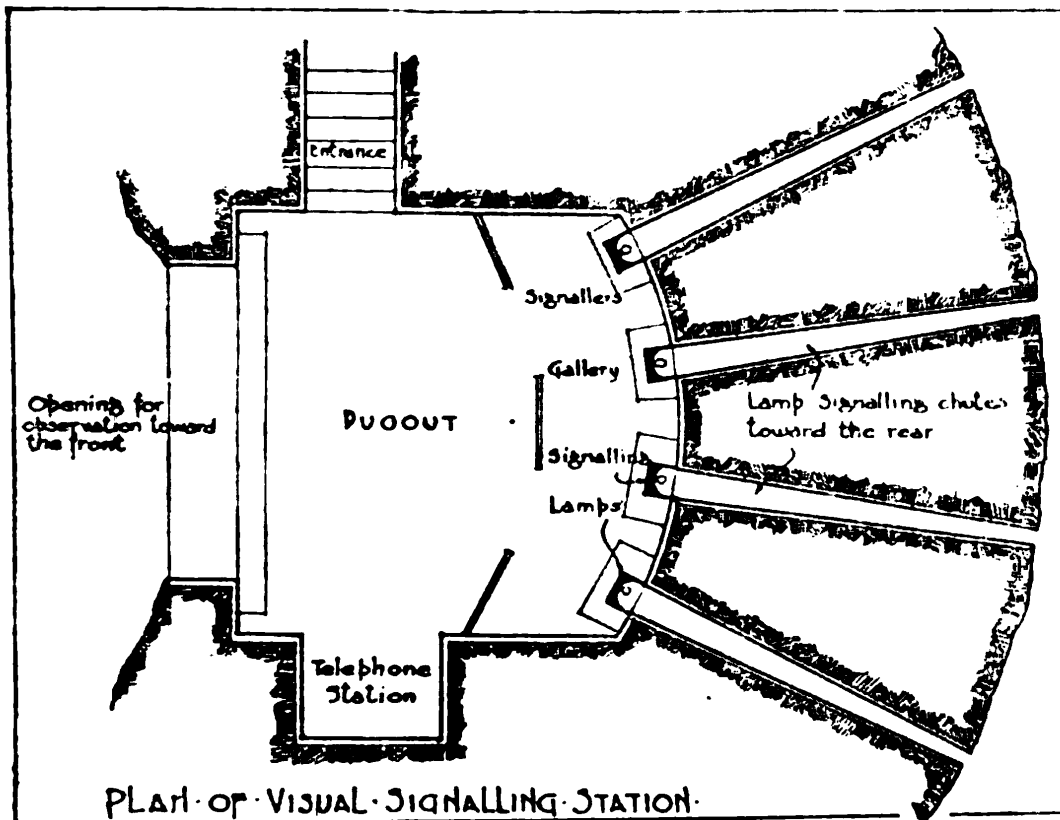 Entrance
Signallers
Gallery
Opening for
observation toward
the front
DUGOUT
Lamp Signalling chutes
toward the rear
Signalling
Lamps
Telephone
Station
PLAN·OF·VISUAL·SIGNALLING·STATION·